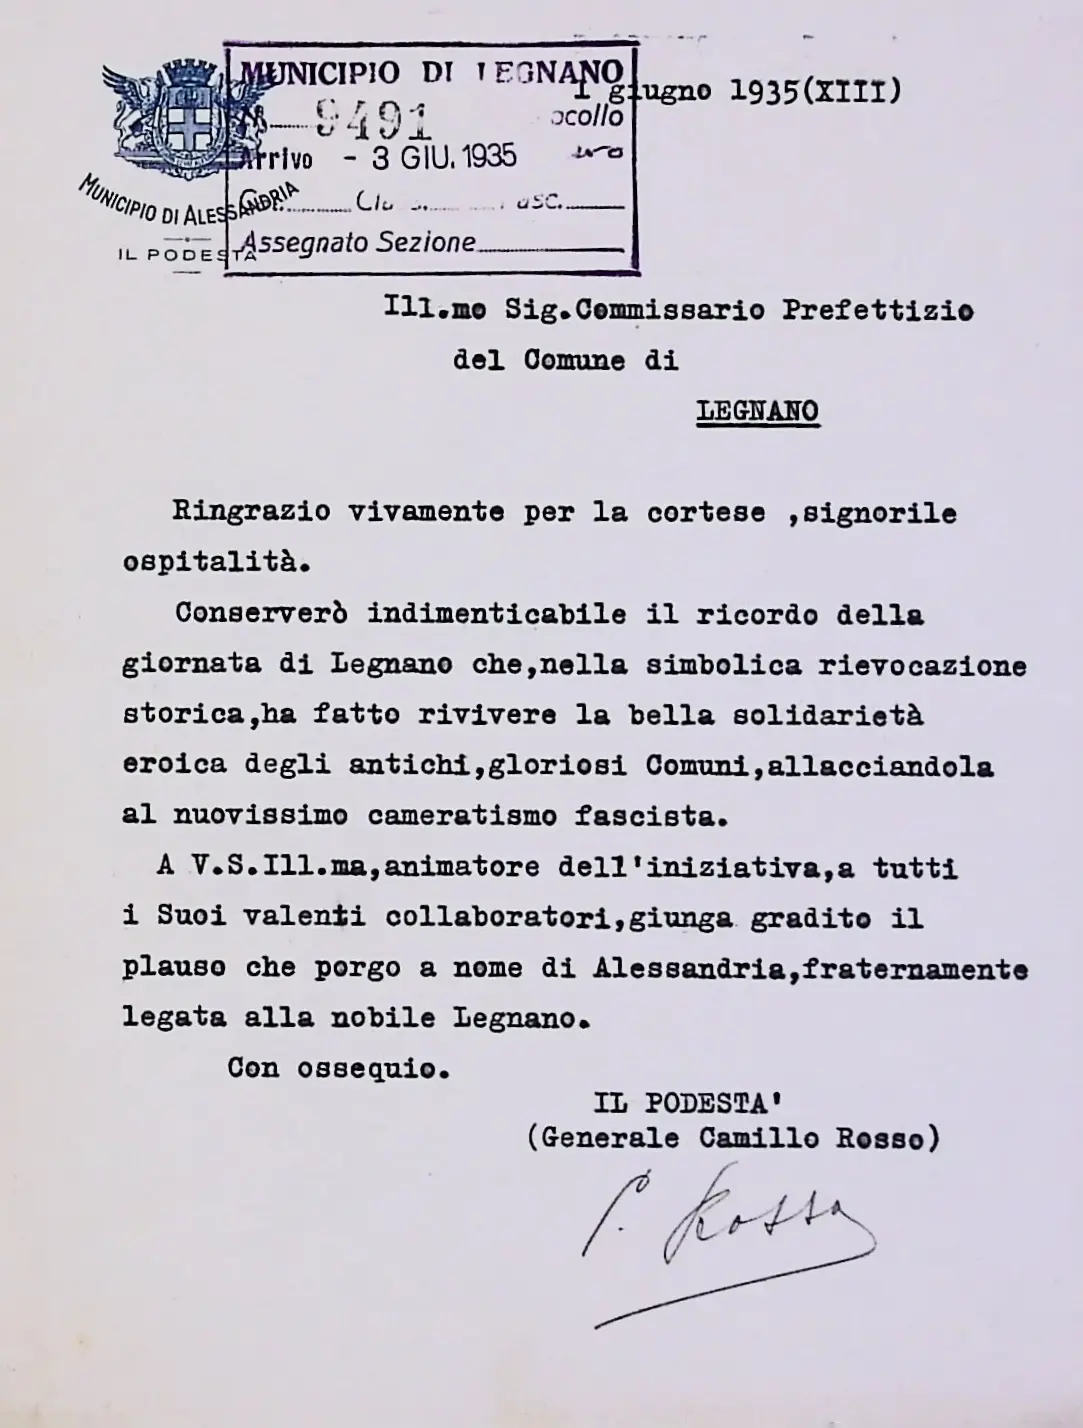 MUNICIPIO DI LEGNANO
1 giugno 1935(XIII)
N. 9491
Arrivo - 3 GIU. 1935
MUNICIPIO DI ALESSANDRIA
IL PODESTÀ
Assegnato Sezione
Ill.mo Sig.Commissario Prefettizio
del Comune di
LEGNANO
Ringrazio vivamente per la cortese ,signorile
ospitalità.
Conserverò indimenticabile il ricordo della
giornata di Legnano che,nella simbolica rievocazione
storica,ha fatto rivivere la bella solidarietà
eroica degli antichi,gloriosi Comuni,allacciandola
al nuovissimo cameratismo fascista.
A V.S.Ill.ma,animatore dell'iniziativa,a tutti
i Suoi valenti collaboratori,giunga gradito il
plauso che porgo a nome di Alessandria,fraternamente
legata alla nobile Legnano.
Con ossequio.
IL PODESTA'
(Generale Camillo Rosso)
C. Rosso